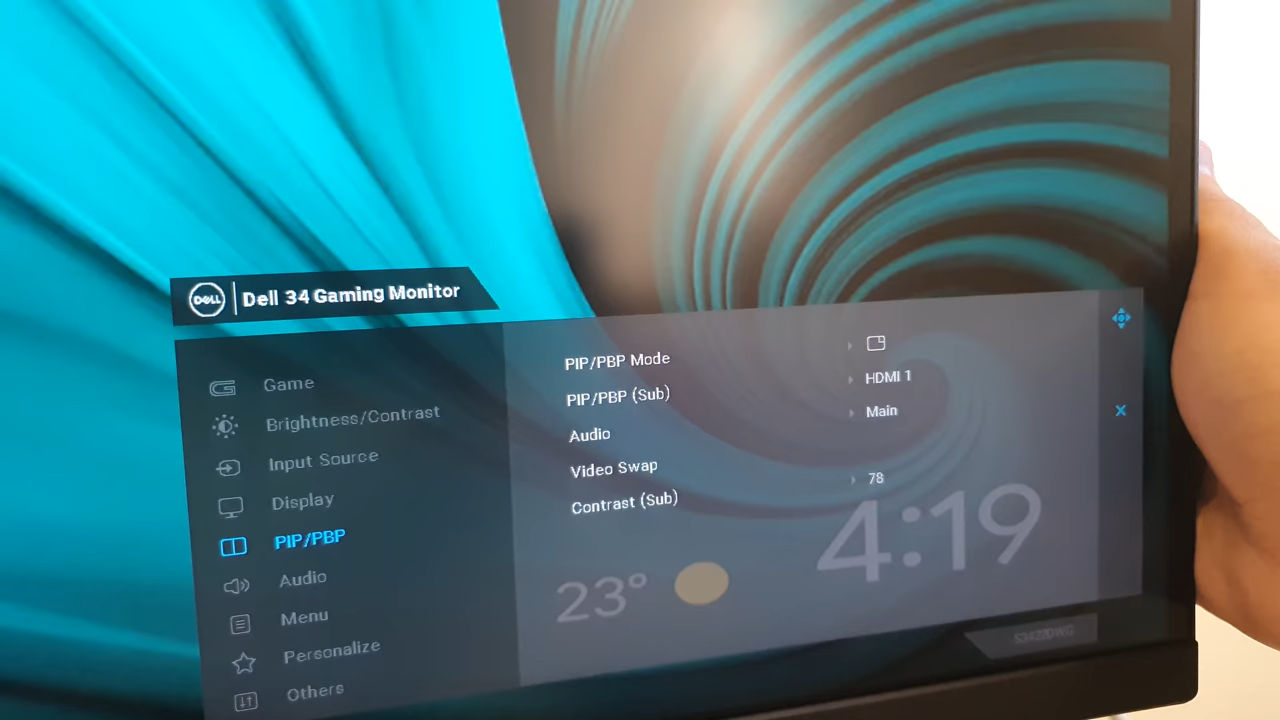 DELL
Dell 34 Gaming Monitor
Game
Brightness/Contrast
Input Source
Display
PIP/PBP
Audio
Menu
Personalize
Others
PIP/PBP Mode
PIP/PBP (Sub) HDMI 1
Audio Main
Video Swap
Contrast (Sub) 78
23°
4:19
S3422DWG